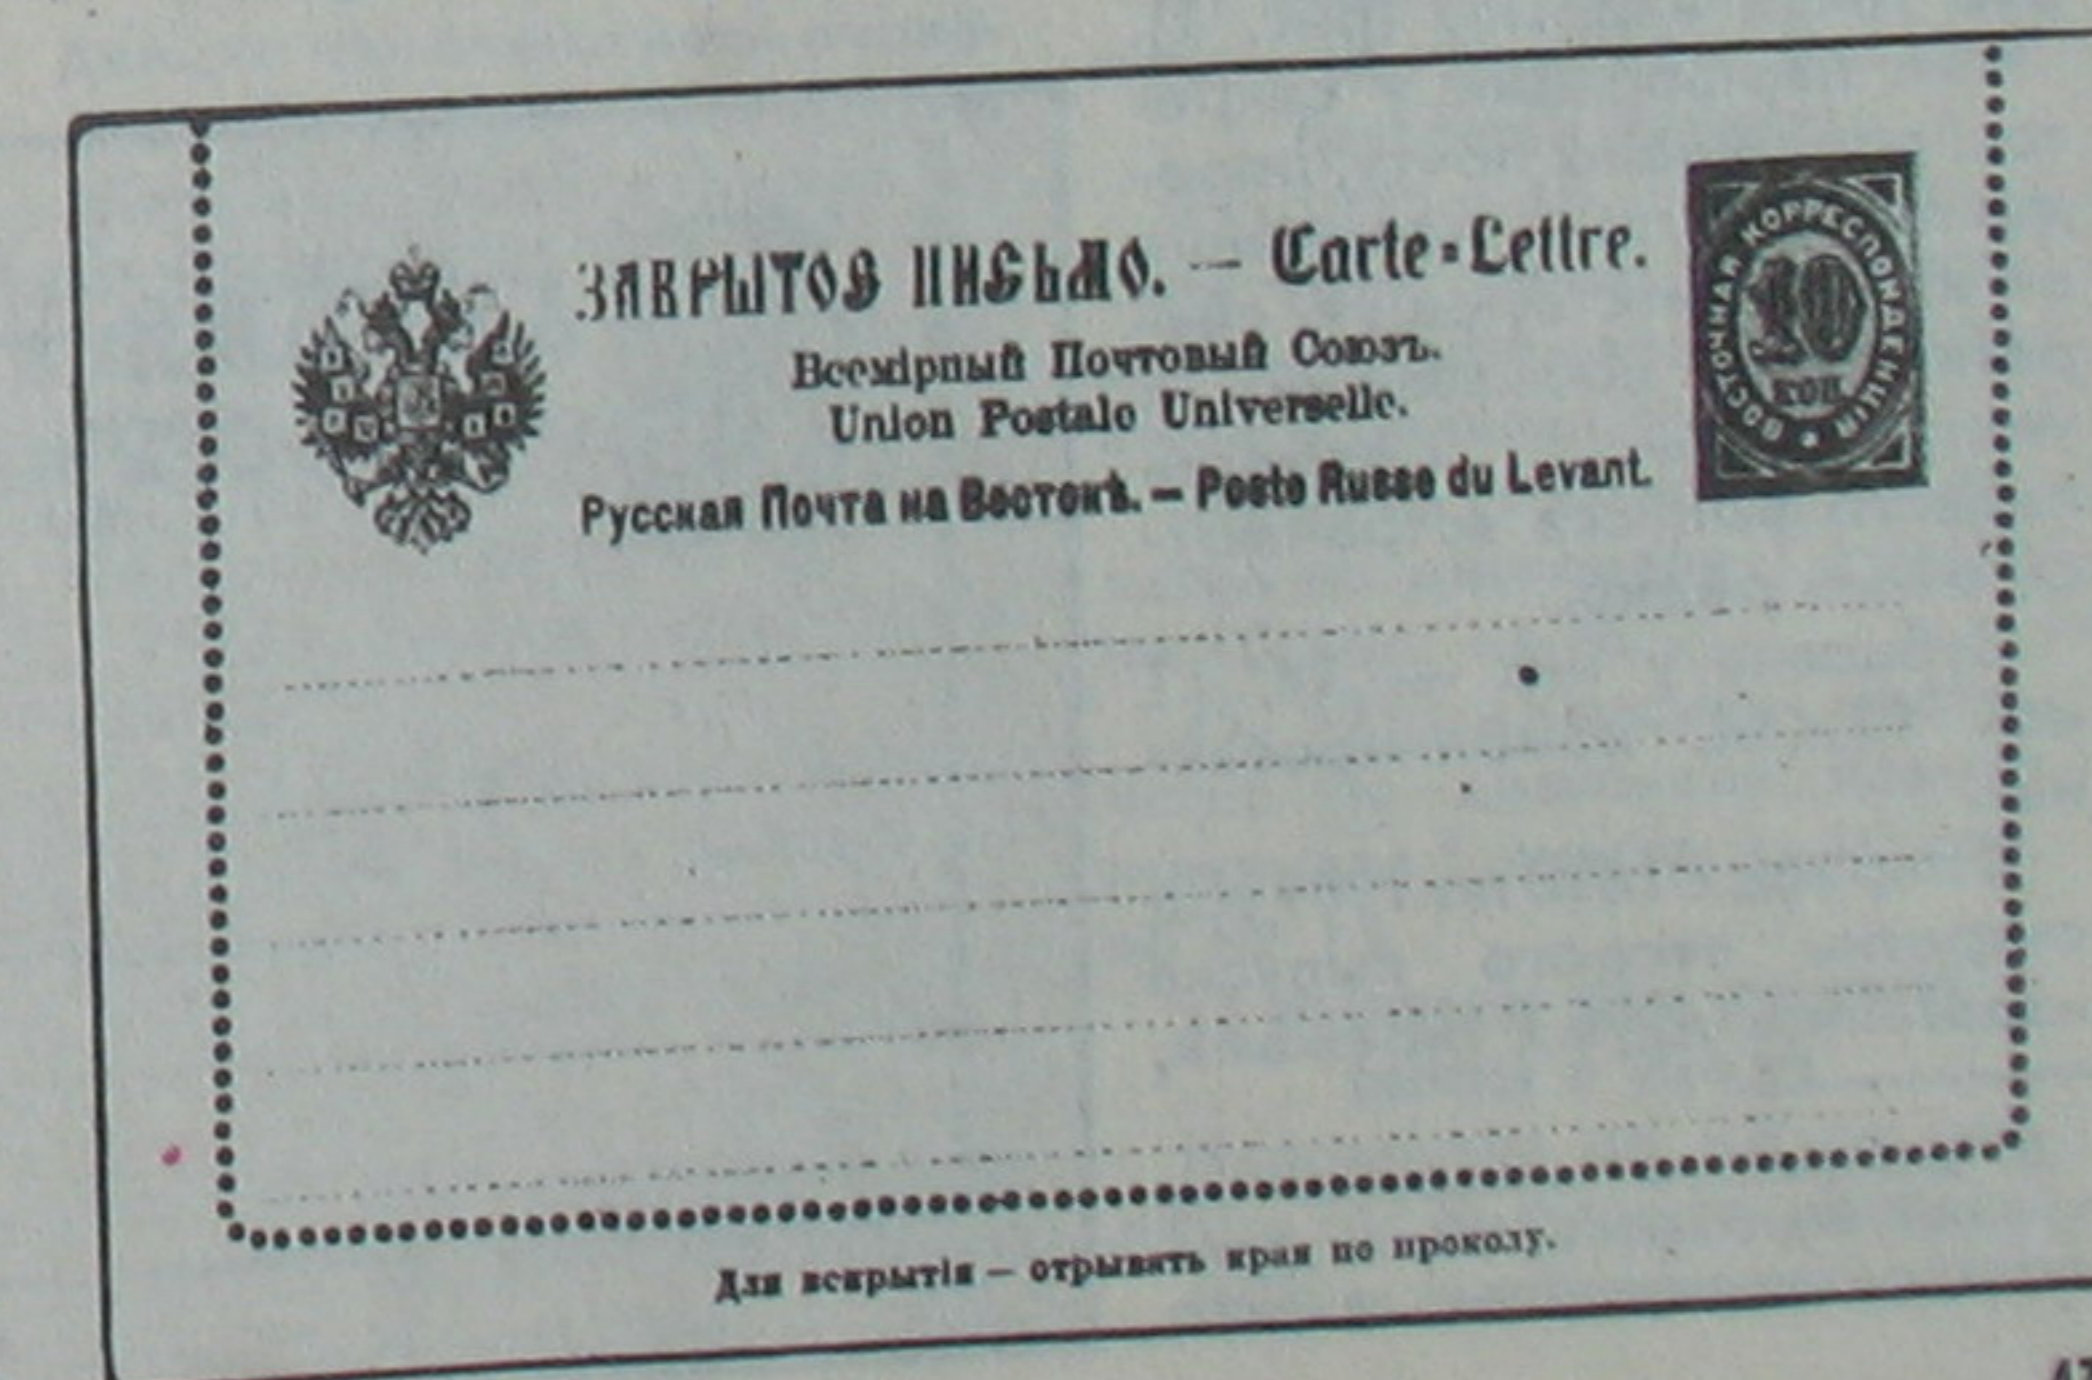 ЗАКРЫТОЕ ПИСЬМО. — Carte-Lettre.
Всемірный Почтовый Союзъ.
Union Postale Universelle.
Русская Почта на Востокѣ. — Poste Russe du Levant.
ВОСТОЧНАЯ КОРРЕСПОНДЕНЦІЯ
10
КОП.
Для вскрытія — отрывать края по проколу.